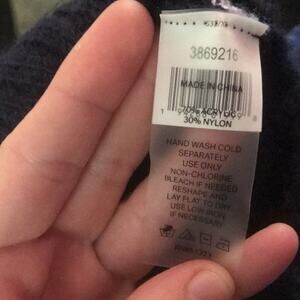 3869216
MADE IN CHINA
70% ACRYLIC
30% NYLON
HAND WASH COLD
SEPARATELY
USE ONLY
NON-CHLORINE
BLEACH IF NEEDED
RESHAPE AND
LAY FLAT TO DRY
USE LOW IRON
IF NECESSARY